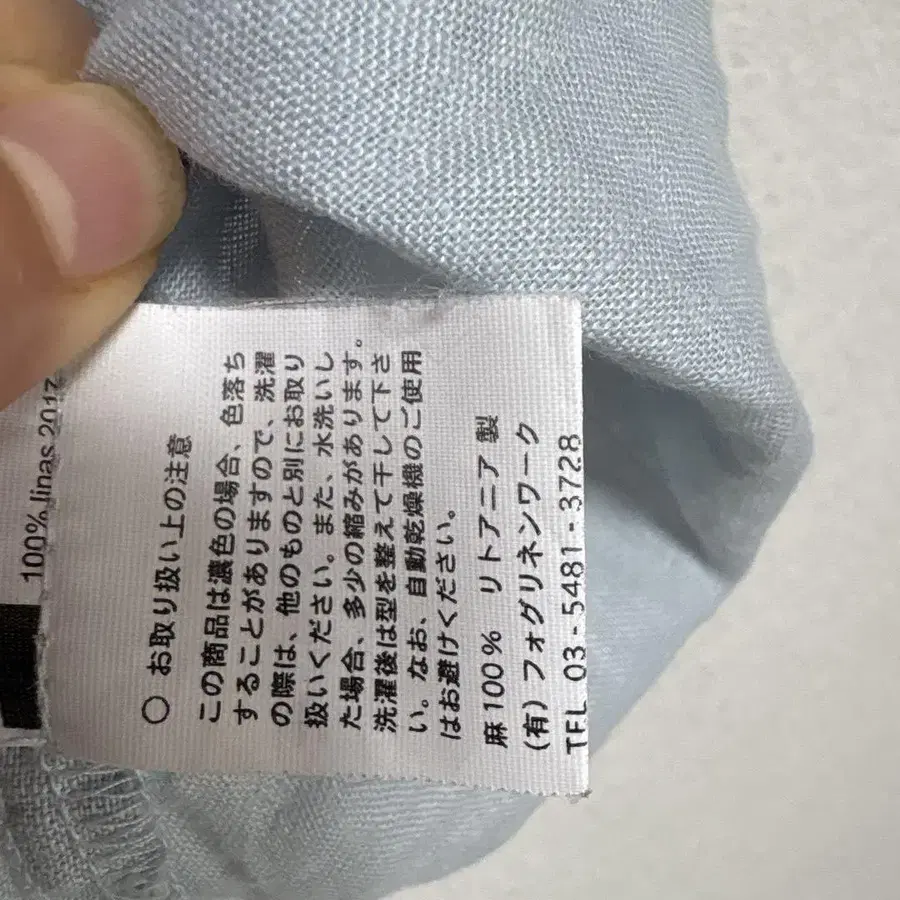 100% linas 2017
○ お取り扱い上の注意
この商品は濃色の場合、色落ち
することがありますので、洗濯
の際は、他のものと別にお取り
扱いください。また、水洗いし
た場合、多少の縮みがあります。
洗濯後は型を整えて干して下さ
い。なお、自動乾燥機のご使用
はお避けください。
麻 100% リトアニア 製
(有) フォグリネンワーク
TEL 03-5481-3728